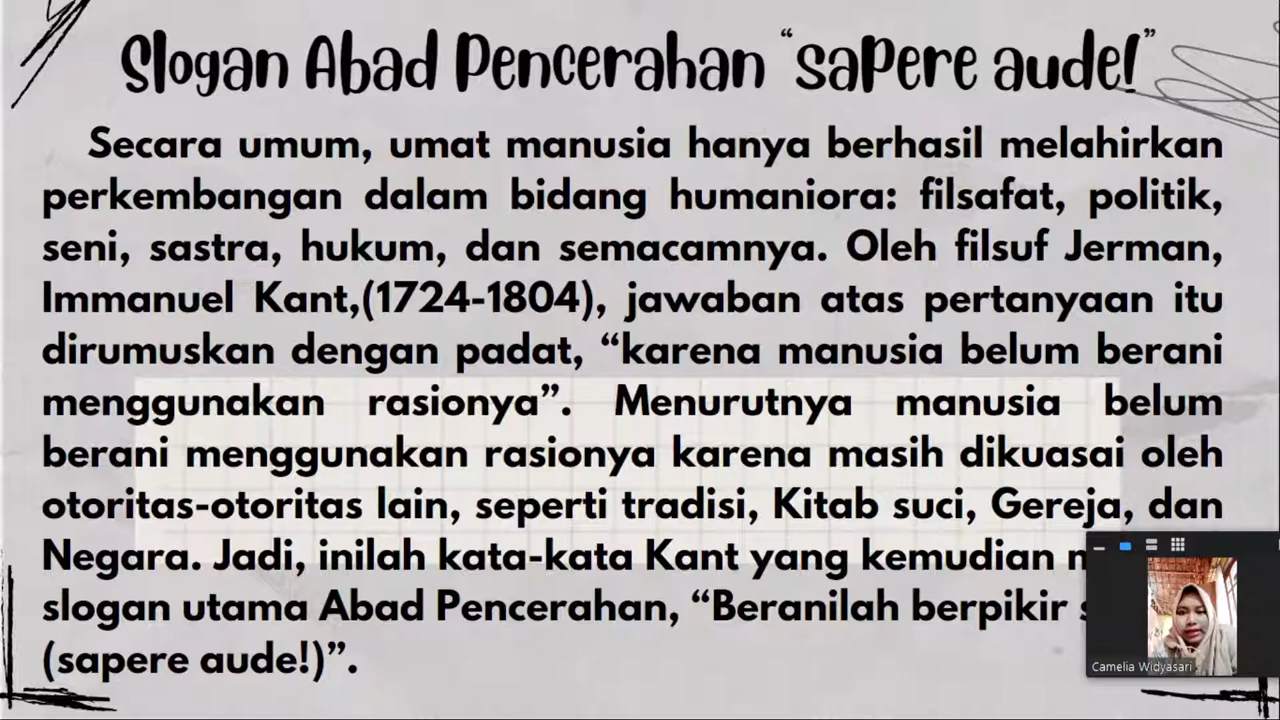 Slogan Abad Pencerahan “sapere aude!”
Secara umum, umat manusia hanya berhasil melahirkan
perkembangan dalam bidang humaniora: filsafat, politik,
seni, sastra, hukum, dan semacamnya. Oleh filsuf Jerman,
Immanuel Kant,(1724-1804), jawaban atas pertanyaan itu
dirumuskan dengan padat, “karena manusia belum berani
menggunakan rasionya”. Menurutnya manusia belum
berani menggunakan rasionya karena masih dikuasai oleh
otoritas-otoritas lain, seperti tradisi, Kitab suci, Gereja, dan
Negara. Jadi, inilah kata-kata Kant yang kemudian
slogan utama Abad Pencerahan, “Beranilah berpikir
(sapere aude!)”.
Camelia Widyasari